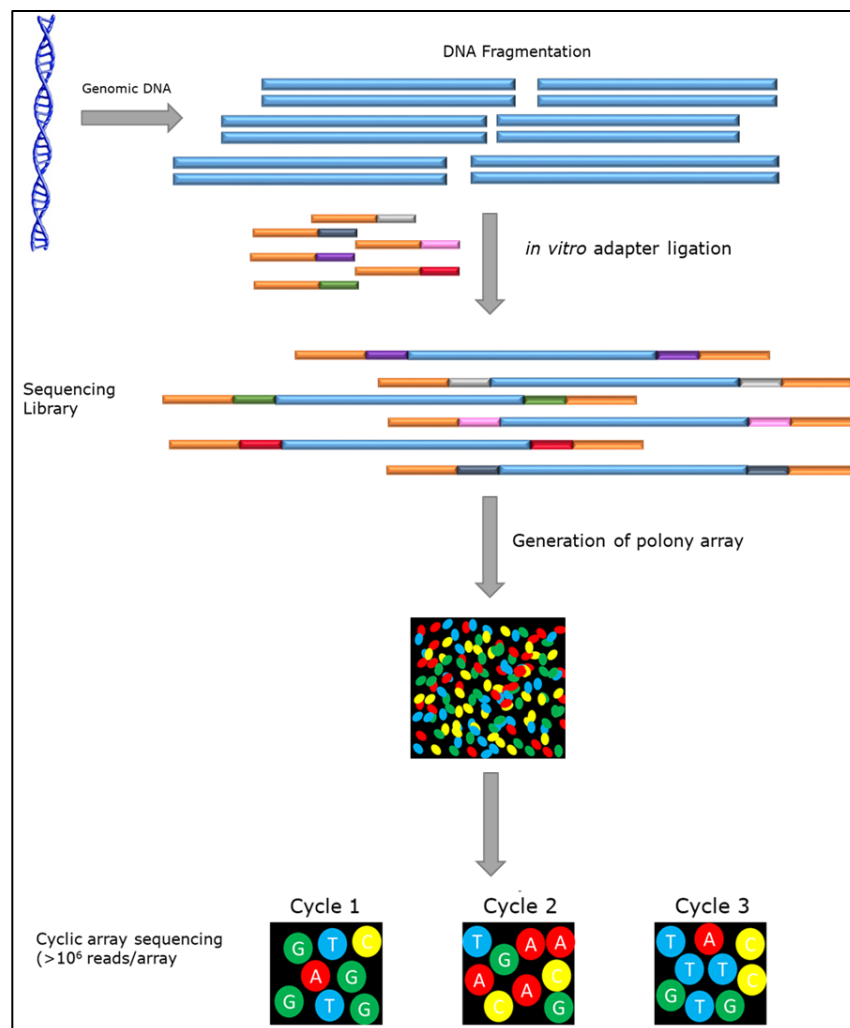 DNA Fragmentation
Genomic DNA
in vitro adapter ligation
Sequencing
Library
Generation of polony array
Cycle 1
Cycle 2
Cycle 3
Cyclic array sequencing
(>10⁶ reads/array
G T C
A G
G T G
T G A A
A A C
C G
T A C
T T C
G T G